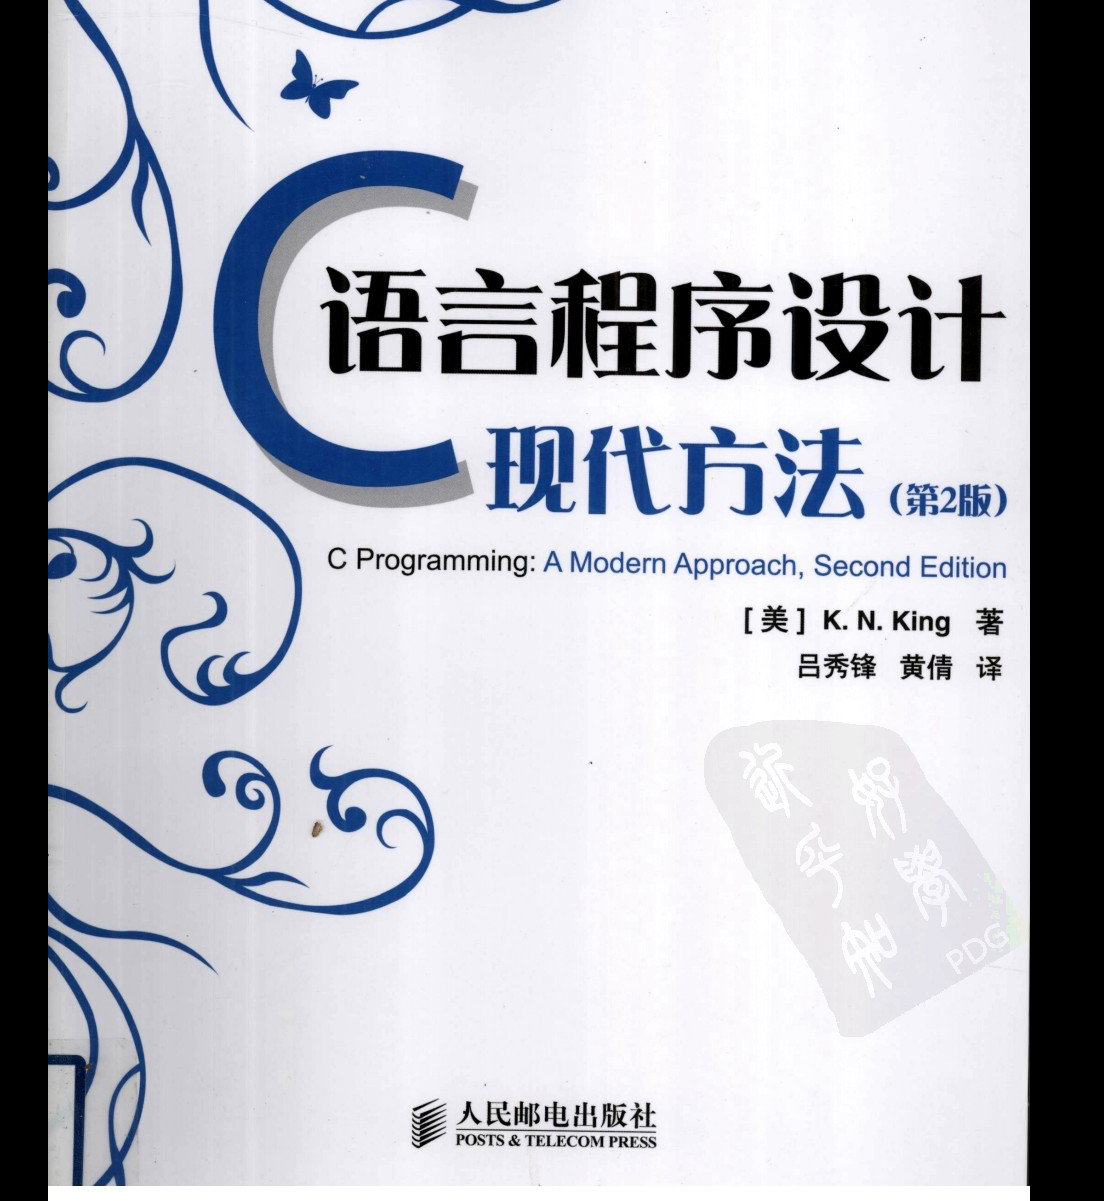 C语言程序设计
现代方法(第2版)
C Programming: A Modern Approach, Second Edition
[美] K. N. King 著
吕秀锋 黄倩 译
PDG
人民邮电出版社
POSTS & TELECOM PRESS